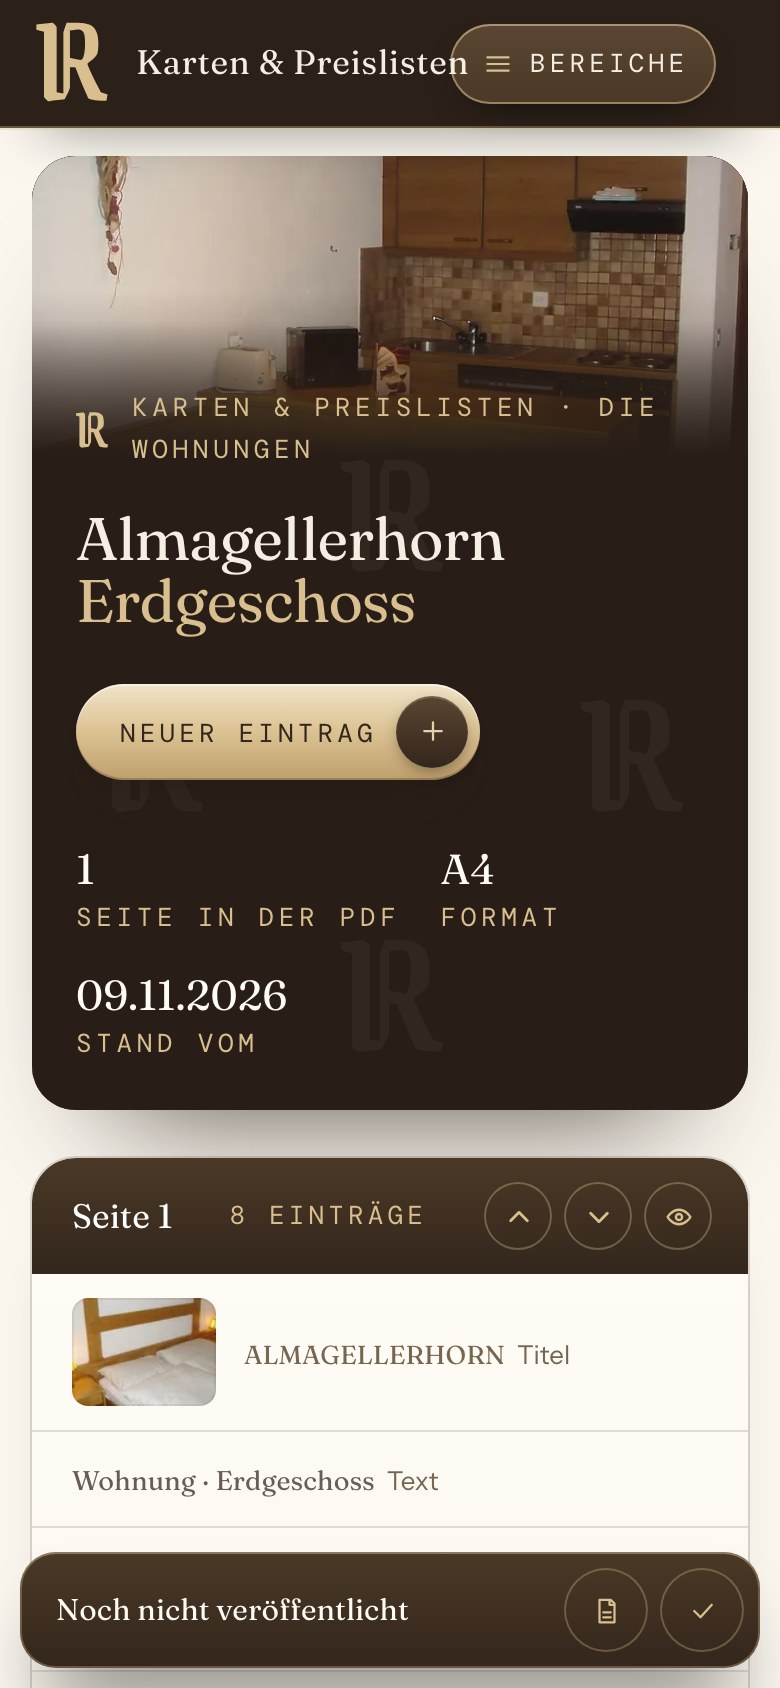 R Karten & Preislisten BEREICHE
R KARTEN & PREISLISTEN · DIE
WOHNUNGEN
Almagellerhorn
Erdgeschoss
NEUER EINTRAG
1 A4
SEITE IN DER PDF FORMAT
09.11.2026
STAND VOM
Seite 1 8 EINTRÄGE
ALMAGELLERHORN Titel
Wohnung · Erdgeschoss Text
Noch nicht veröffentlicht